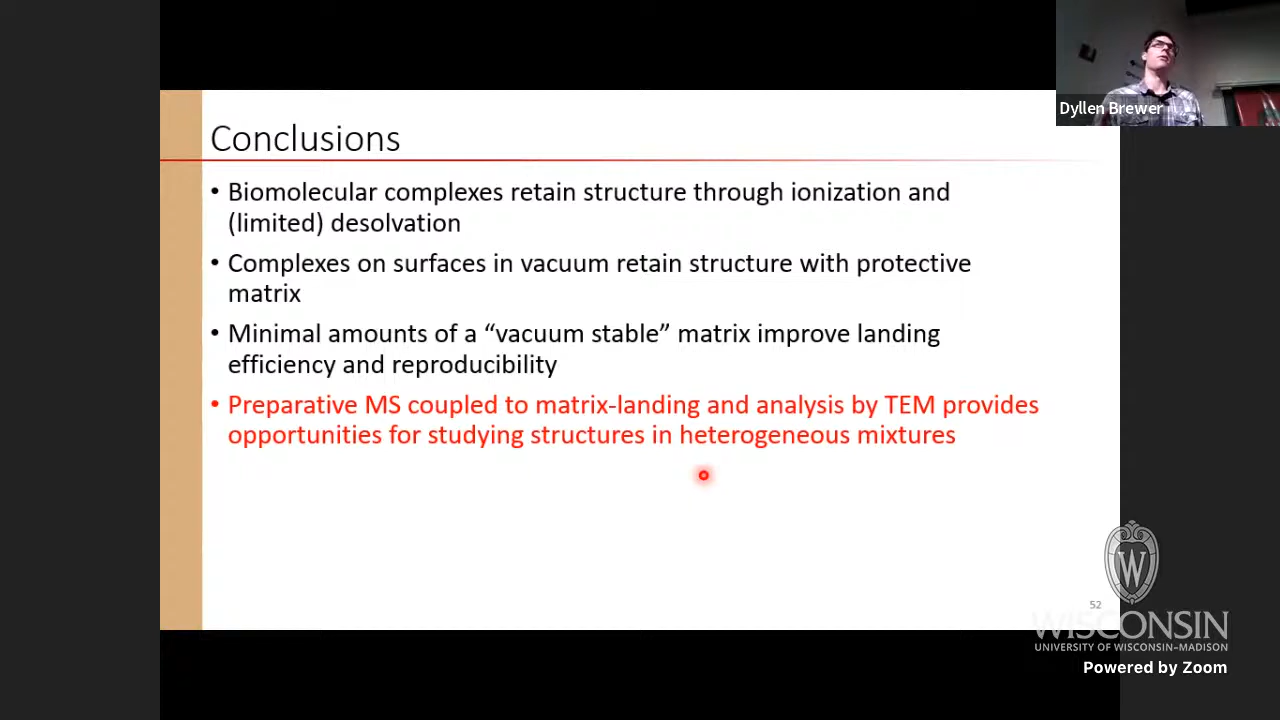 Dyllen Brewer
Conclusions
• Biomolecular complexes retain structure through ionization and
(limited) desolvation
• Complexes on surfaces in vacuum retain structure with protective
matrix
• Minimal amounts of a “vacuum stable” matrix improve landing
efficiency and reproducibility
• Preparative MS coupled to matrix-landing and analysis by TEM provides
opportunities for studying structures in heterogeneous mixtures
52
W
WISCONSIN
UNIVERSITY OF WISCONSIN–MADISON
Powered by Zoom